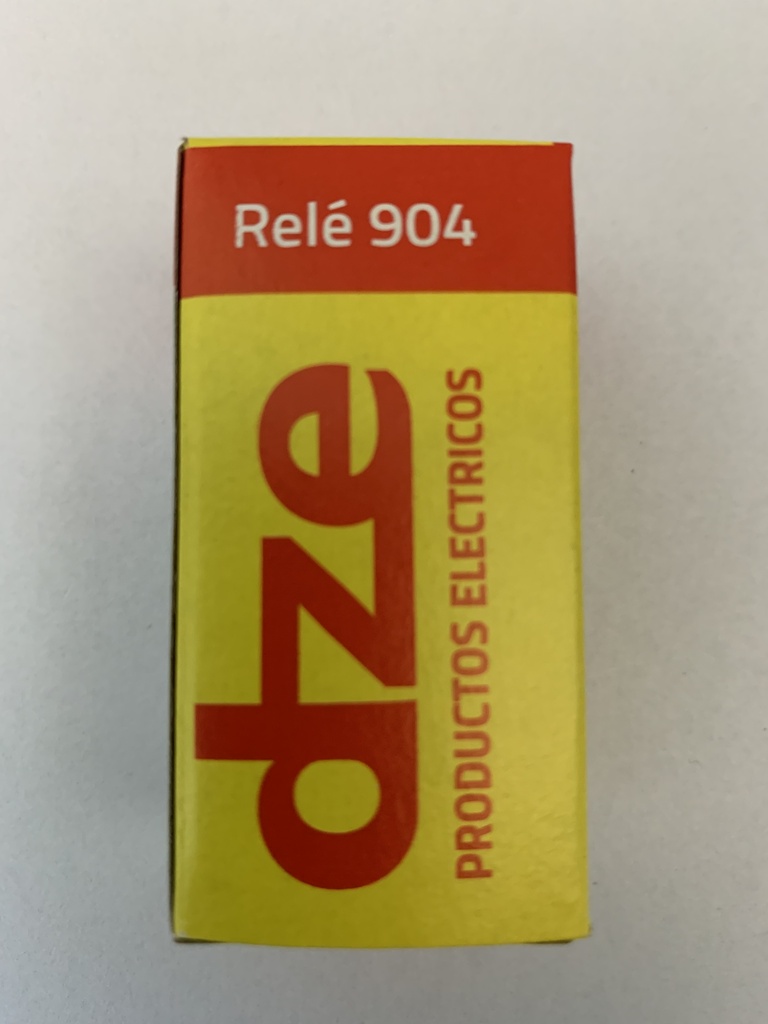 Relé 904
dze
PRODUCTOS ELECTRICOS